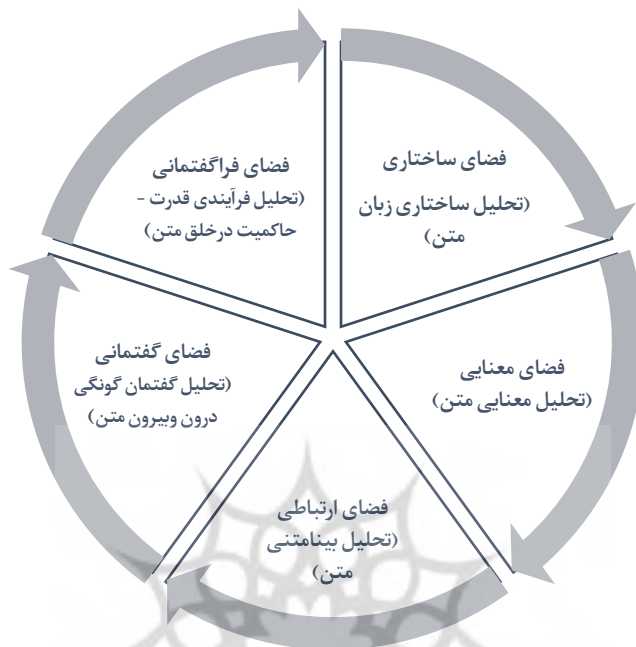 فضای ساختاری
(تحلیل ساختاری زبان
متن)
فضای معنایی
(تحلیل معنایی متن)
فضای ارتباطی
(تحلیل بینامتنی
متن)
فضای گفتمانی
(تحلیل گفتمان گونگی
درون وبیرون متن)
فضای فراگفتمانی
(تحلیل فرآیندی قدرت -
حاکمیت درخلق متن)